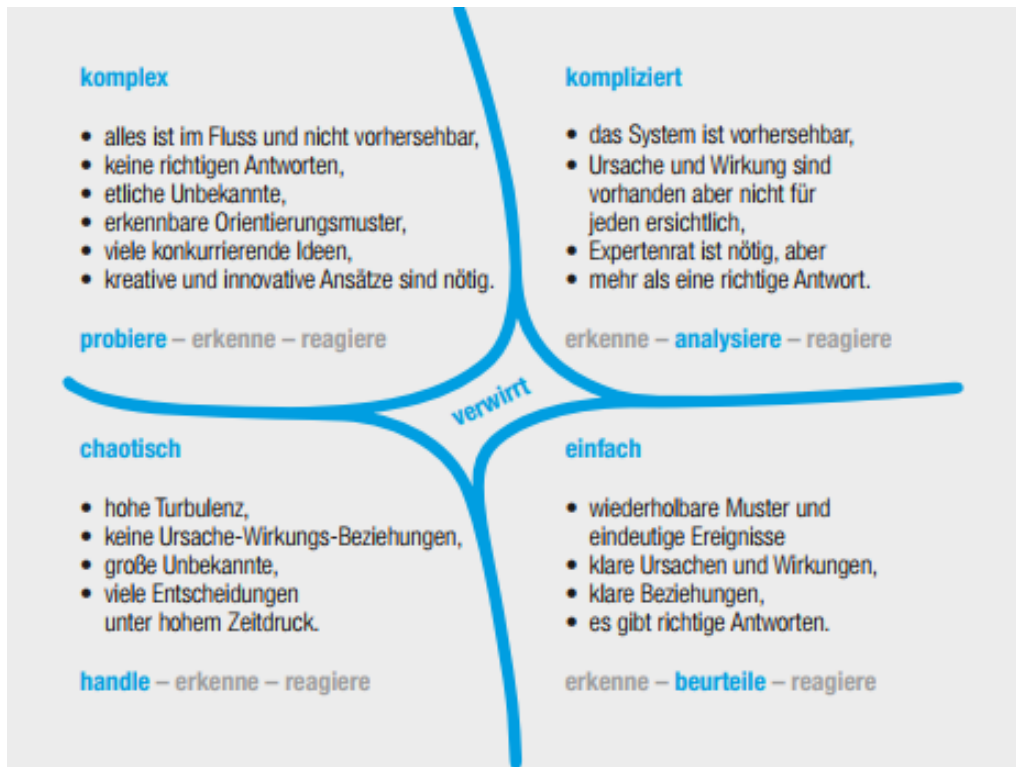 komplex
• alles ist im Fluss und nicht vorhersehbar,
• keine richtigen Antworten,
• etliche Unbekannte,
• erkennbare Orientierungsmuster,
• viele konkurrierende Ideen,
• kreative und innovative Ansätze sind nötig.
probiere – erkenne – reagiere
kompliziert
• das System ist vorhersehbar,
• Ursache und Wirkung sind
vorhanden aber nicht für
jeden ersichtlich,
• Expertenrat ist nötig, aber
• mehr als eine richtige Antwort.
erkenne – analysiere – reagiere
verwirrt
chaotisch
• hohe Turbulenz,
• keine Ursache-Wirkungs-Beziehungen,
• große Unbekannte,
• viele Entscheidungen
unter hohem Zeitdruck.
handle – erkenne – reagiere
einfach
• wiederholbare Muster und
eindeutige Ereignisse
• klare Ursachen und Wirkungen,
• klare Beziehungen,
• es gibt richtige Antworten.
erkenne – beurteile – reagiere